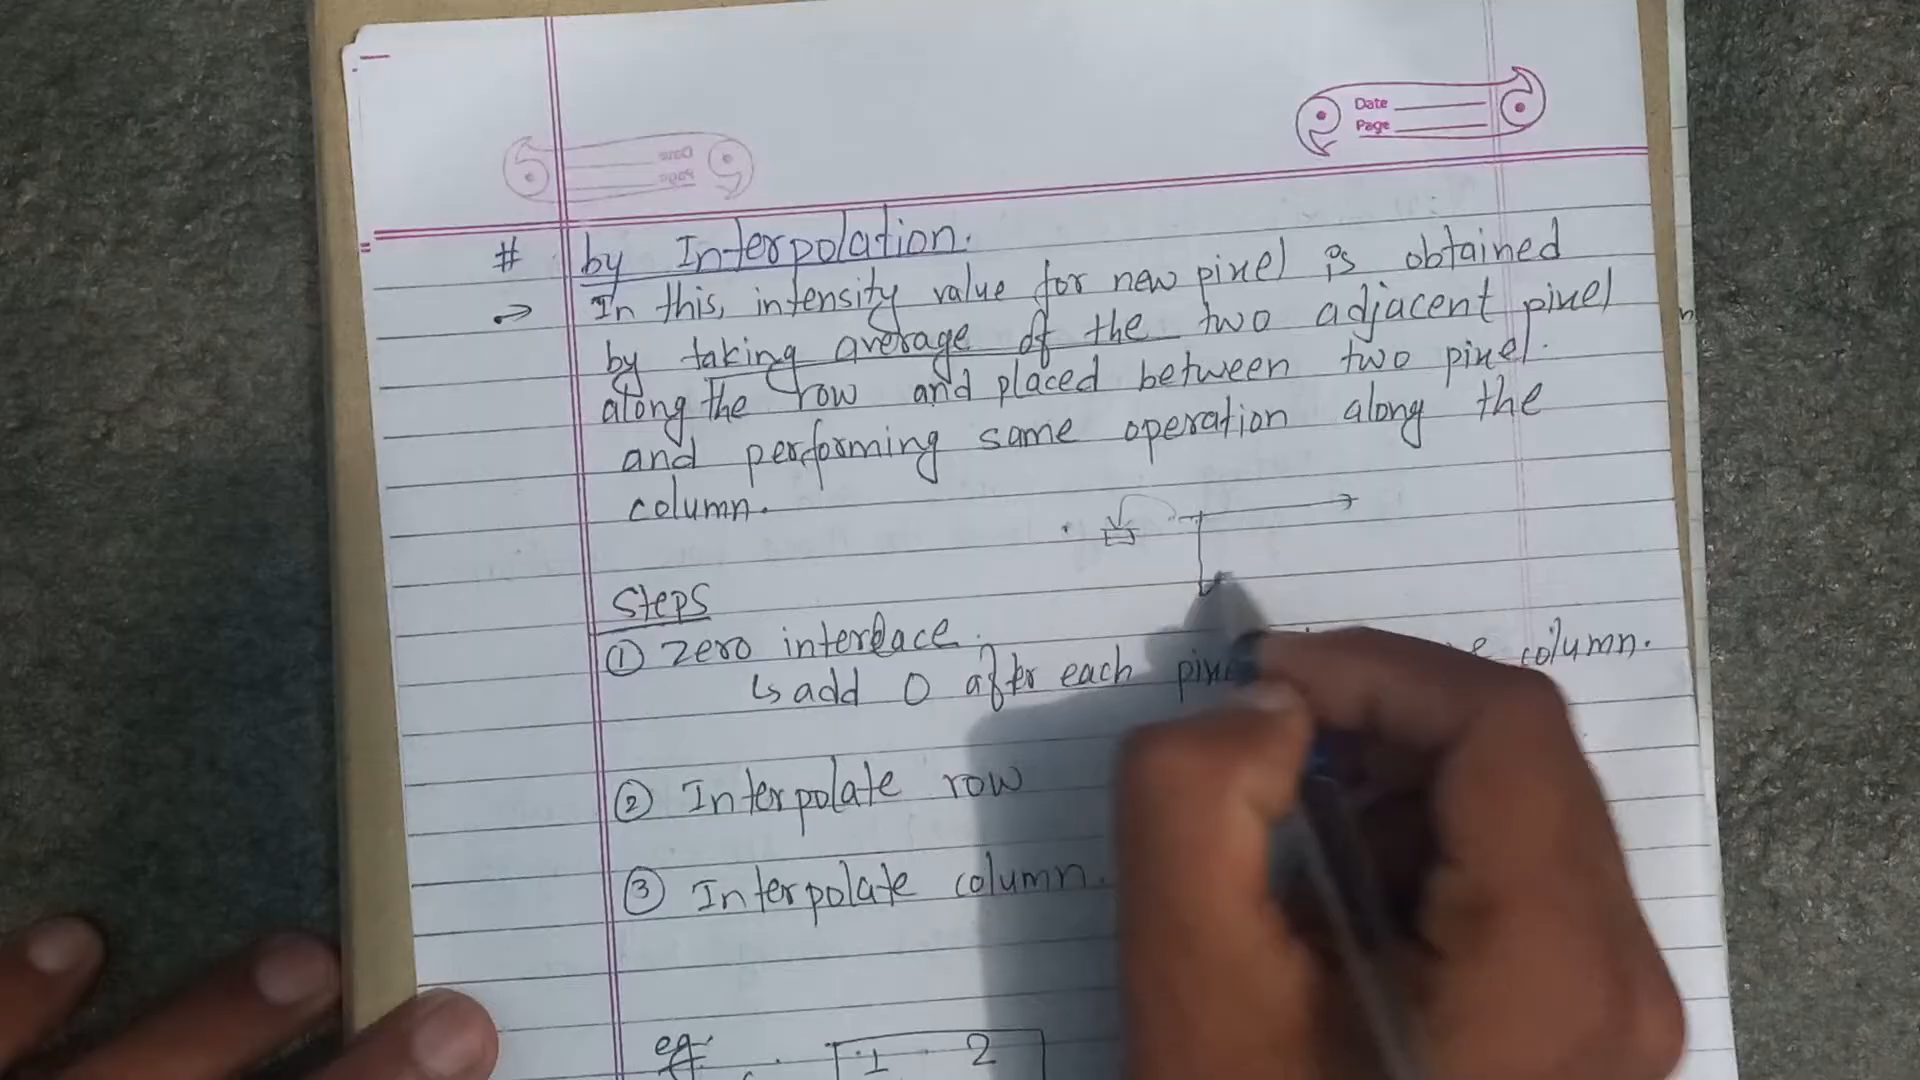 Date
Page
# by Interpolation.
→ In this, intensity value for new pixel is obtained
by taking average of the two adjacent pixel
along the row and placed between two pixel.
and performing same operation along the
column.
Steps
① Zero interlace.
↳ add 0 after each column.
② Interpolate row
③ Interpolate column.
eg:
1 2